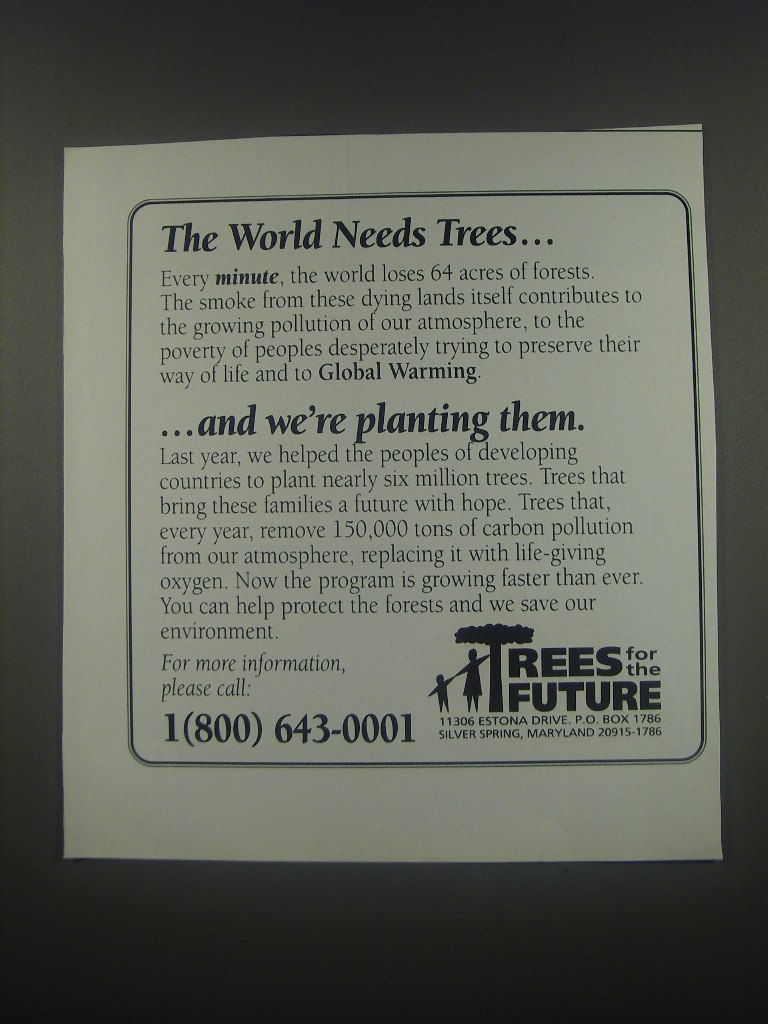 The World Needs Trees...
Every minute, the world loses 64 acres of forests.
The smoke from these dying lands itself contributes to
the growing pollution of our atmosphere, to the
poverty of peoples desperately trying to preserve their
way of life and to Global Warming.
...and we're planting them.
Last year, we helped the peoples of developing
countries to plant nearly six million trees. Trees that
bring these families a future with hope. Trees that,
every year, remove 150,000 tons of carbon pollution
from our atmosphere, replacing it with life-giving
oxygen. Now the program is growing faster than ever.
You can help protect the forests and we save our
environment.
For more information,
please call:
1(800) 643-0001
TREES for the
FUTURE
11306 ESTONA DRIVE. P.O. BOX 1786
SILVER SPRING, MARYLAND 20915-1786